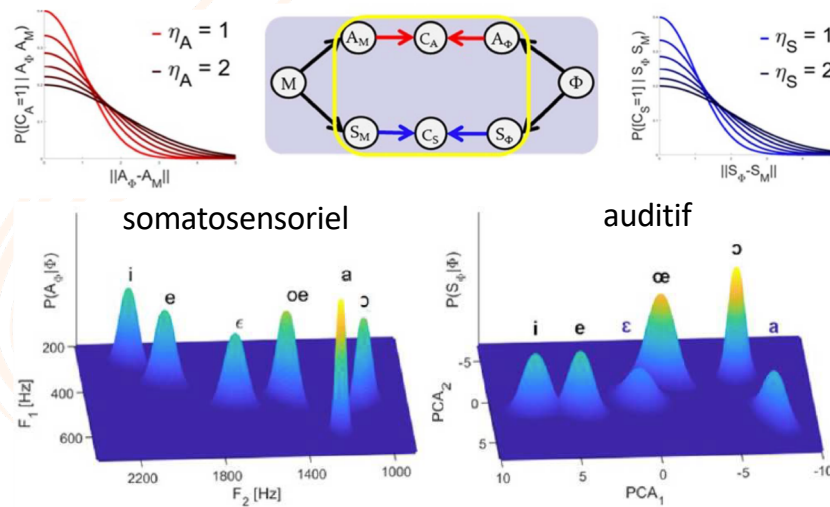 P([C_A=1] | A_Φ A_M)
η_A = 1
η_A = 2
||A_Φ-A_M||
A_M
C_A
A_Φ
M
Φ
S_M
C_S
S_Φ
P([C_S=1] | S_Φ S_M)
η_S = 1
η_S = 2
||S_Φ-S_M||
somatosensoriel
auditif
P(A_Φ|Φ)
i
e
ϵ
oe
a
ɔ
200
400
600
F_1 [Hz]
2200
1800
1400
1000
F_2 [Hz]
P(S_Φ|Φ)
i
e
ε
œ
ɔ
a
-5
0
5
PCA_2
10
5
0
-5
-10
PCA_1